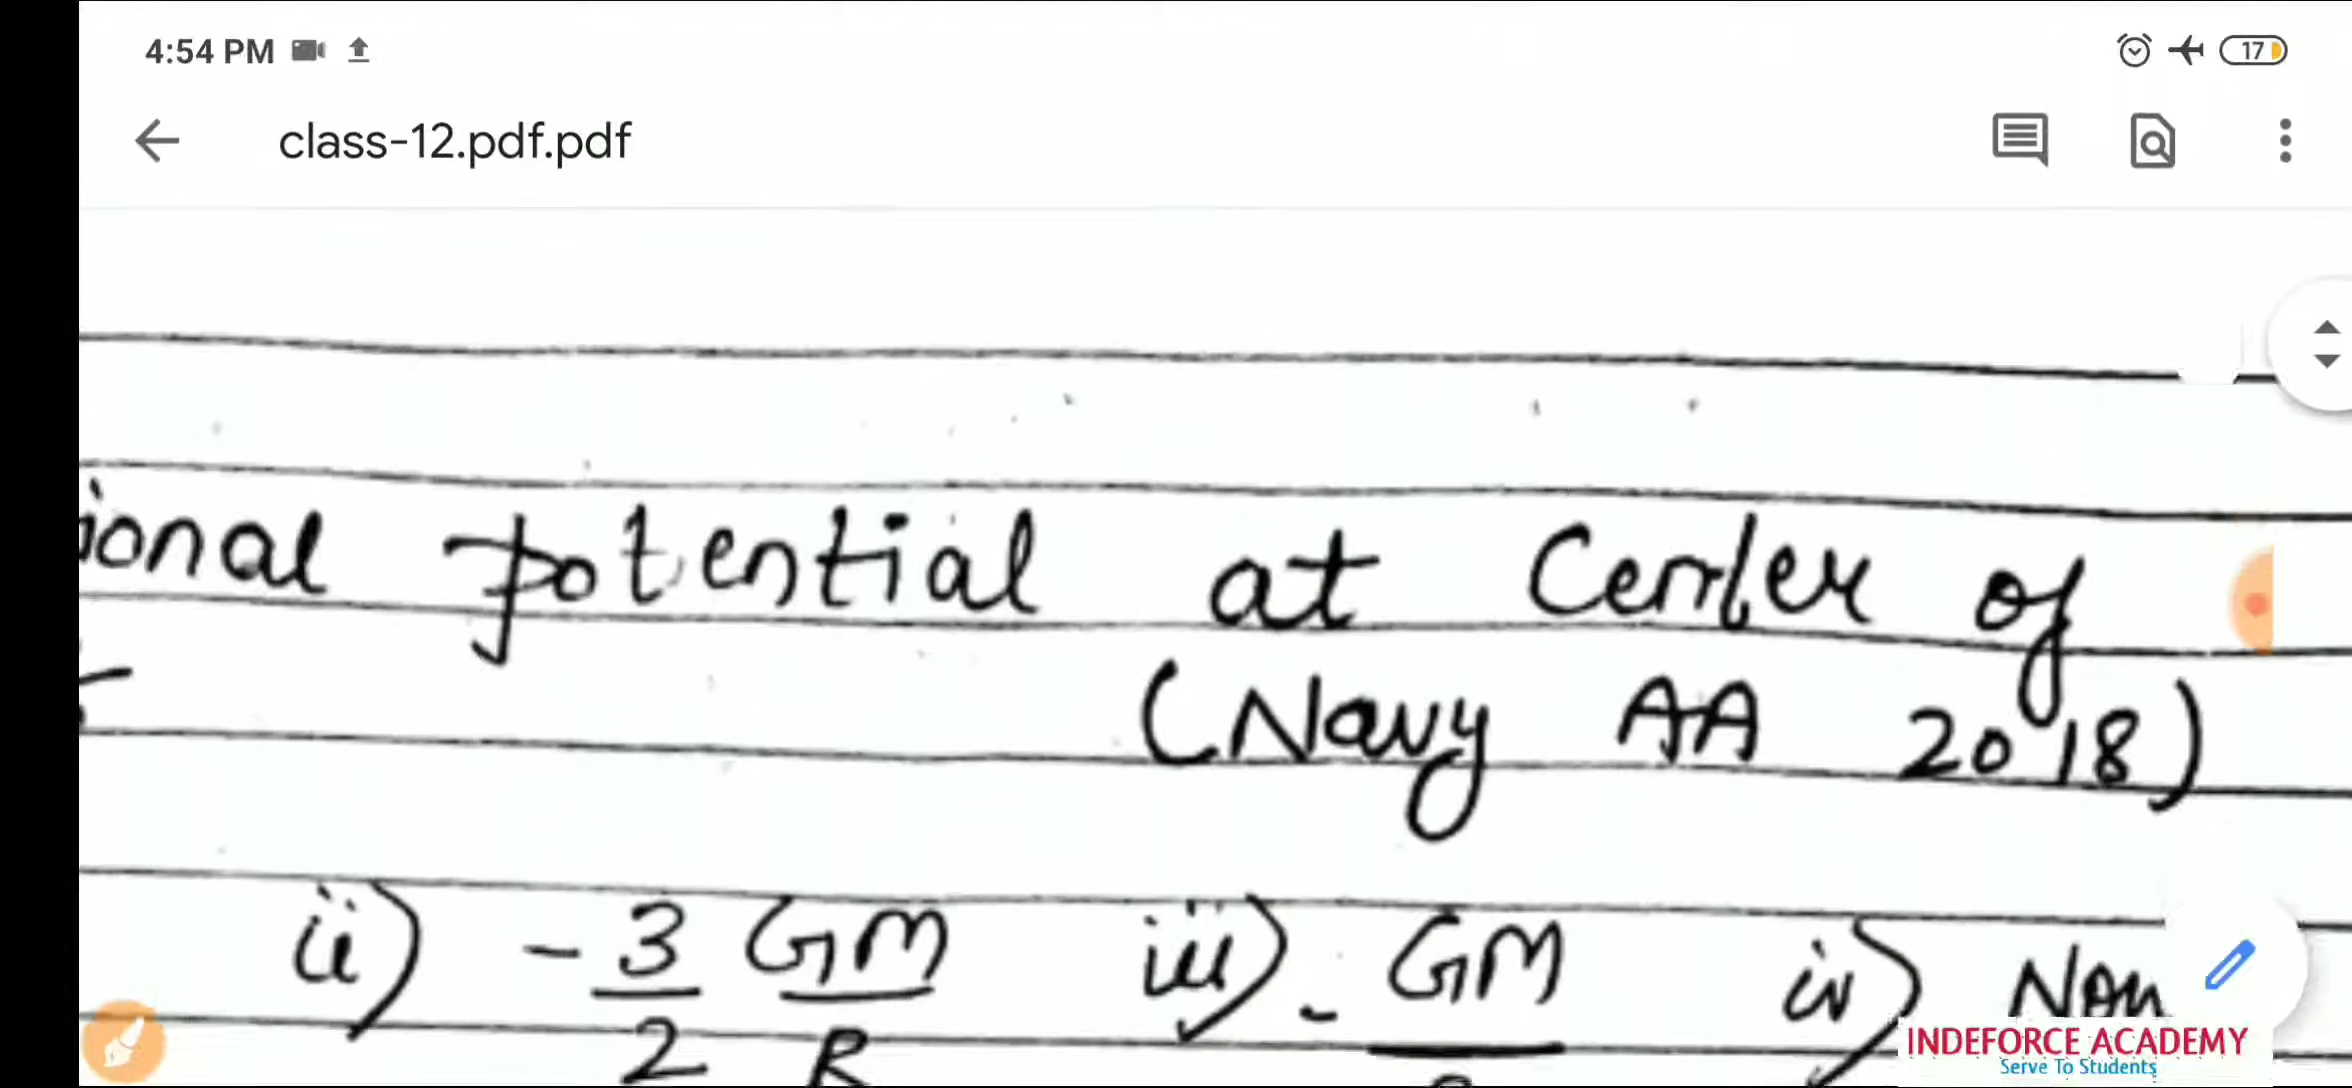 4:54 PM
17
class-12.pdf.pdf
ional potential at Center of
(Navy AA 2018)
ii) -3/2 GM/R iii) - GM iv) Non
INDEFORCE ACADEMY
Serve To Students